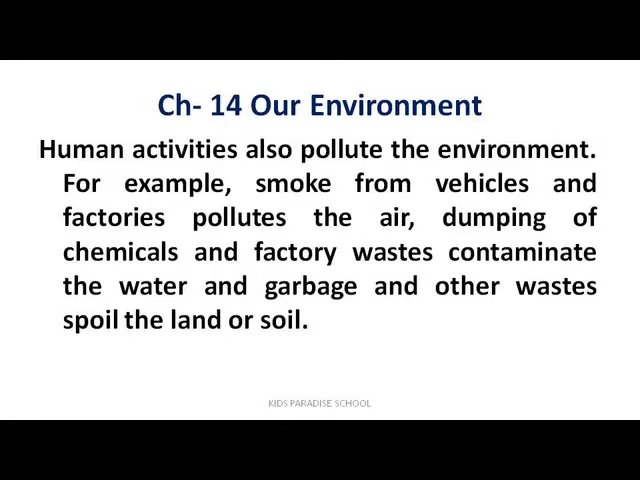 Ch- 14 Our Environment
Human activities also pollute the environment.
For example, smoke from vehicles and
factories pollutes the air, dumping of
chemicals and factory wastes contaminate
the water and garbage and other wastes
spoil the land or soil.
KIDS PARADISE SCHOOL